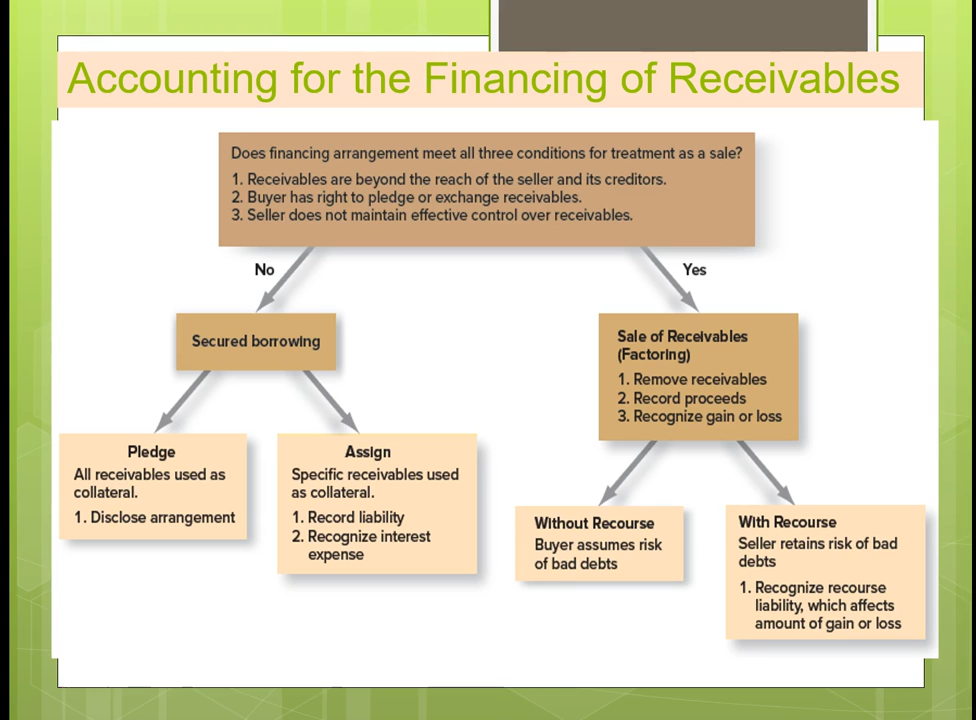 Accounting for the Financing of Receivables
Does financing arrangement meet all three conditions for treatment as a sale?
1. Receivables are beyond the reach of the seller and its creditors.
2. Buyer has right to pledge or exchange receivables.
3. Seller does not maintain effective control over receivables.
No
Yes
Secured borrowing
Sale of Receivables
(Factoring)
1. Remove receivables
2. Record proceeds
3. Recognize gain or loss
Pledge
All receivables used as
collateral.
1. Disclose arrangement
Assign
Specific receivables used
as collateral.
1. Record liability
2. Recognize interest
expense
Without Recourse
Buyer assumes risk
of bad debts
With Recourse
Seller retains risk of bad
debts
1. Recognize recourse
liability, which affects
amount of gain or loss